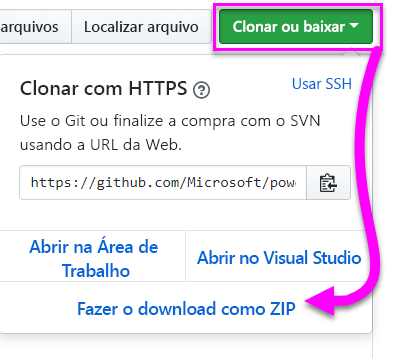 arquivos
Localizar arquivo
Clonar ou baixar
Clonar com HTTPS
Usar SSH
Use o Git ou finalize a compra com o SVN
usando a URL da Web.
https://github.com/Microsoft/pow
Abrir na Área de
Trabalho
Abrir no Visual Studio
Fazer o download como ZIP